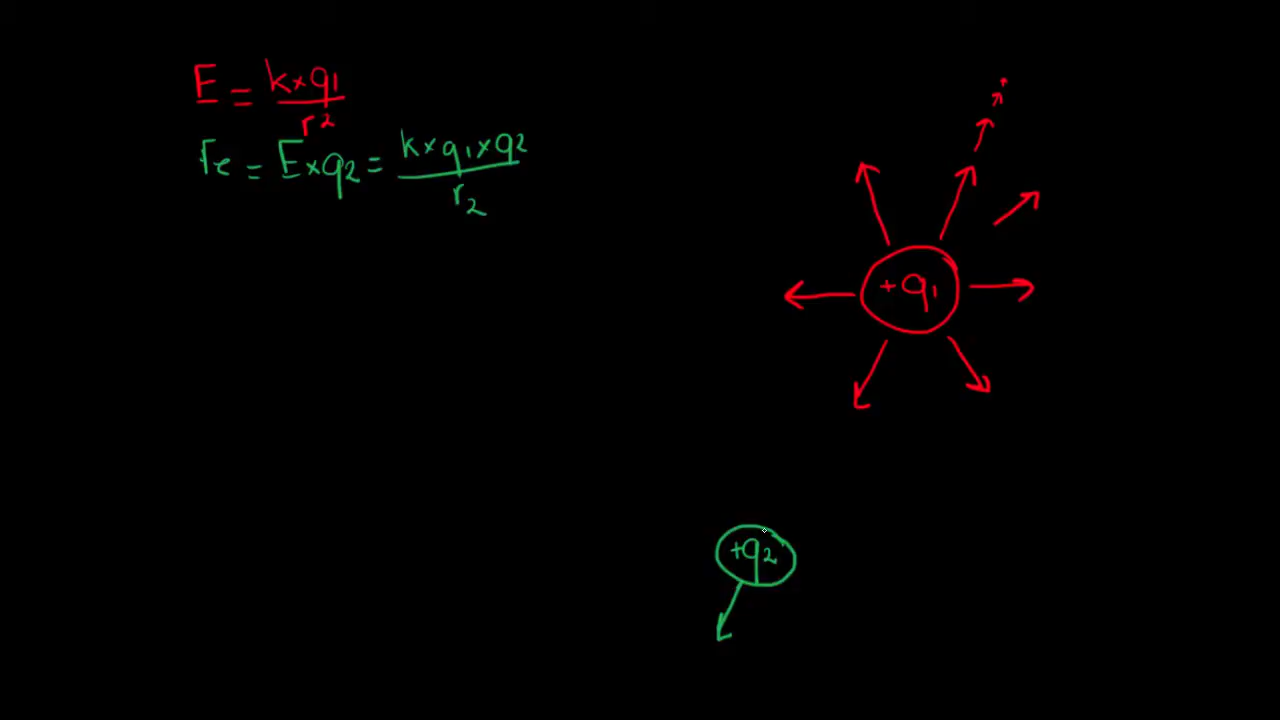 E = k×q1/r²
Fe = E×q2 = k×q1×q2/r2
+q1
+q2